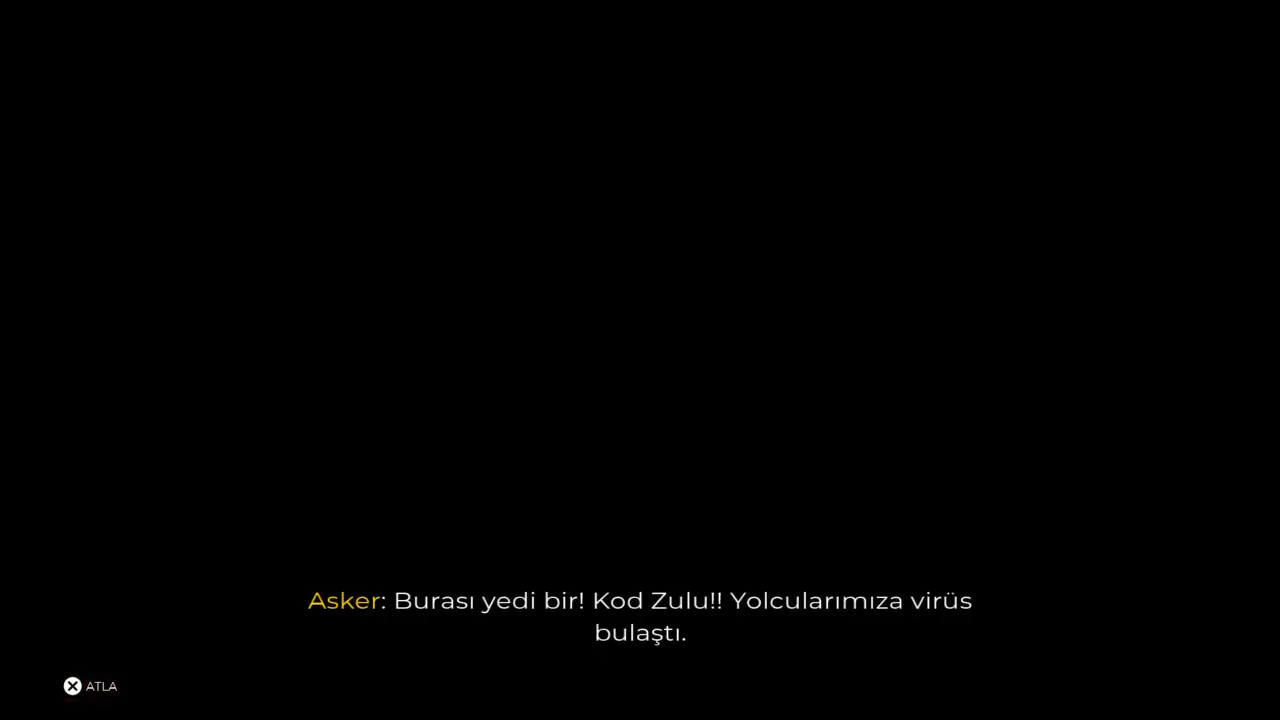 Asker: Burası yedi bir! Kod Zulu!! Yolcularımıza virüs
bulaştı.
ATLA